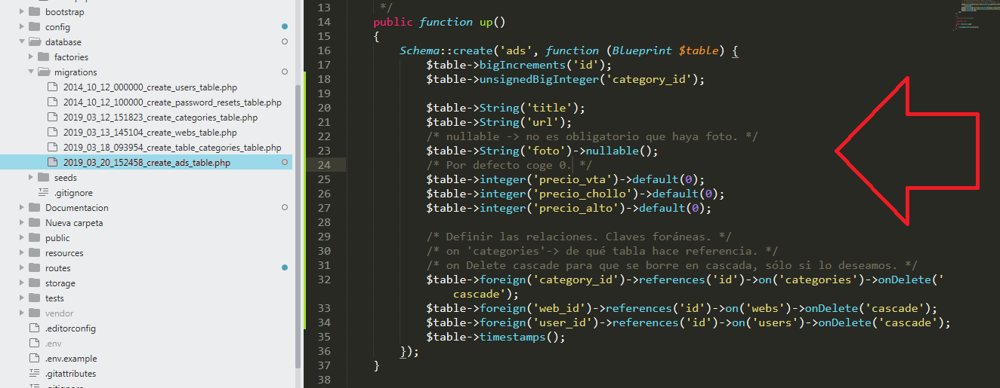 bootstrap
config
database
factories
migrations
2014_10_12_000000_create_users_table.php
2014_10_12_100000_create_password_resets_table.php
2019_03_12_151823_create_categories_table.php
2019_03_13_145104_create_webs_table.php
2019_03_18_093954_create_table_categories_table.php
2019_03_20_152458_create_ads_table.php
seeds
.gitignore
Documentacion
Nueva carpeta
public
resources
routes
storage
tests
vendor
.editorconfig
.env
.env.example
.gitattributes
13 */
14 public function up()
15 {
16 Schema::create('ads', function (Blueprint $table) {
17 $table->bigIncrements('id');
18 $table->unsignedBigInteger('category_id');
19
20 $table->String('title');
21 $table->String('url');
22 /* nullable -> no es obligatorio que haya foto. */
23 $table->String('foto')->nullable();
24 /* Por defecto coge 0. */
25 $table->integer('precio_vta')->default(0);
26 $table->integer('precio_chollo')->default(0);
27 $table->integer('precio_alto')->default(0);
28
29 /* Definir las relaciones. Claves foráneas. */
30 /* on 'categories'-> de qué tabla hace referencia. */
31 /* on Delete cascade para que se borre en cascada, sólo si lo deseamos. */
32 $table->foreign('category_id')->references('id')->on('categories')->onDelete('
cascade');
33 $table->foreign('web_id')->references('id')->on('webs')->onDelete('cascade');
34 $table->foreign('user_id')->references('id')->on('users')->onDelete('cascade');
35 $table->timestamps();
36 });
37 }
38